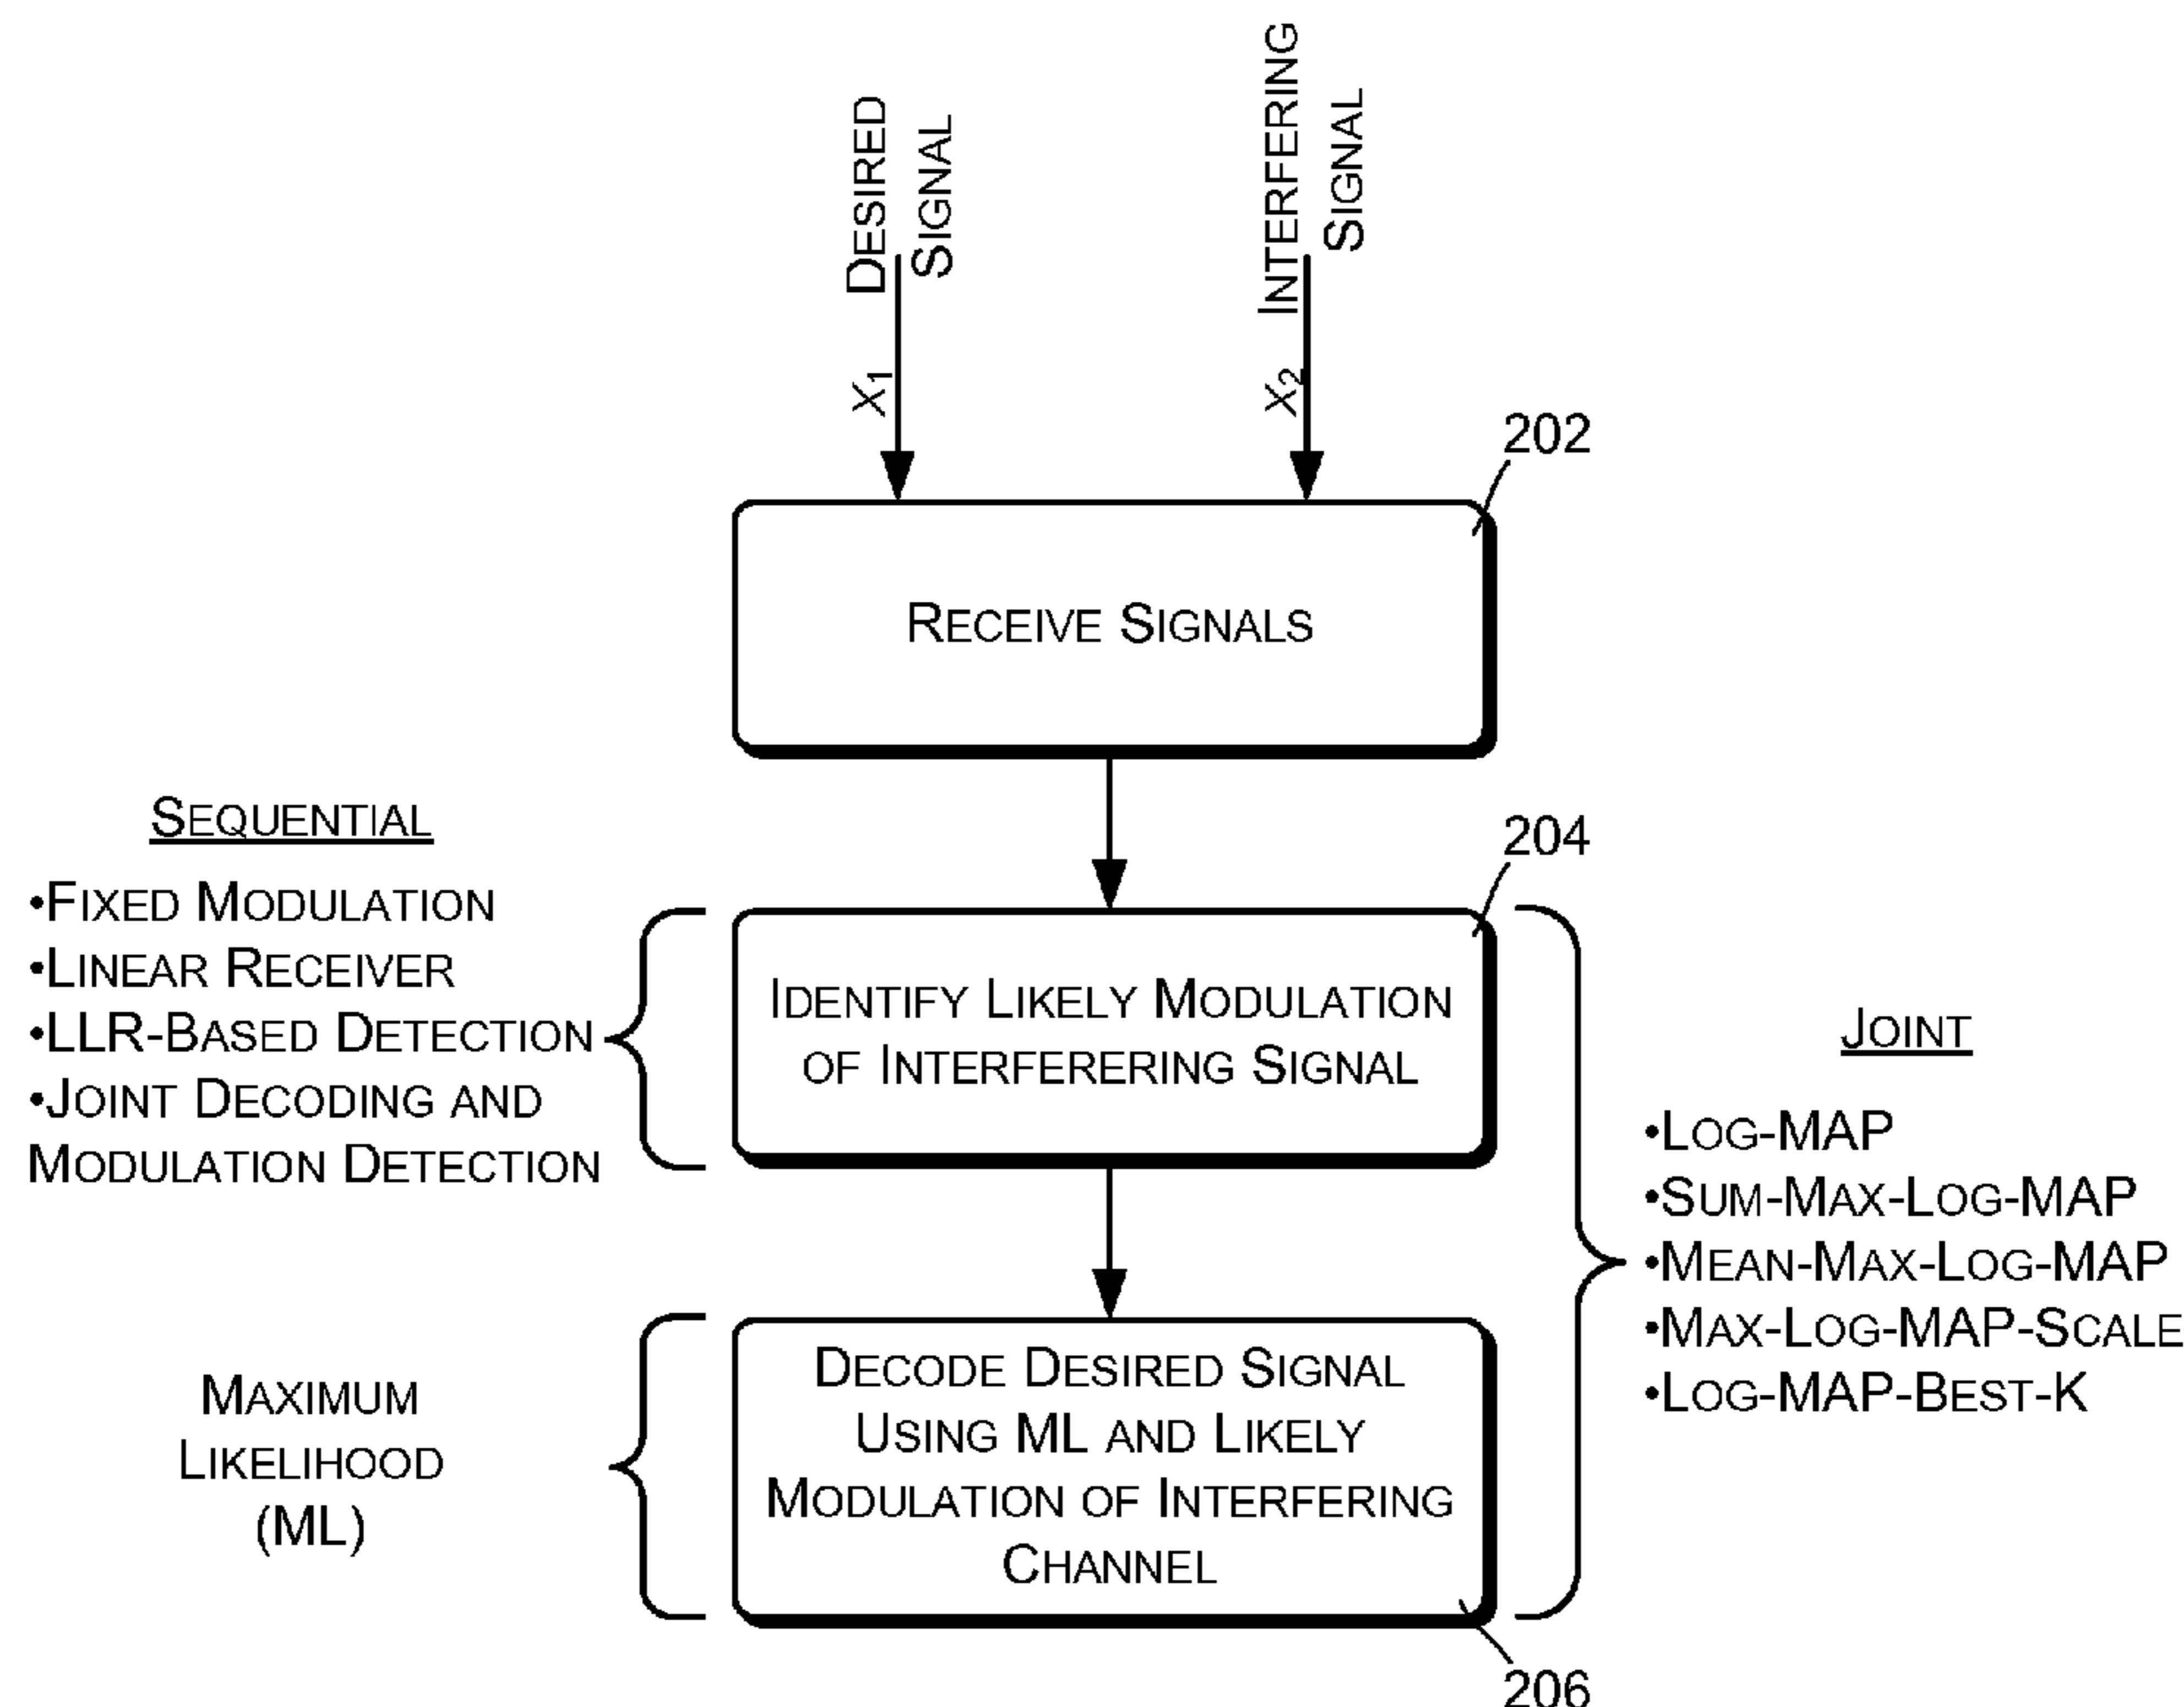 DESIRED
SIGNAL
INTERFERING
SIGNAL
X1
X2
202
RECEIVE SIGNALS
204
SEQUENTIAL
•FIXED MODULATION
•LINEAR RECEIVER
•LLR-BASED DETECTION
•JOINT DECODING AND
MODULATION DETECTION
IDENTIFY LIKELY MODULATION
OF INTERFERERING SIGNAL
JOINT
•LOG-MAP
•SUM-MAX-LOG-MAP
•MEAN-MAX-LOG-MAP
•MAX-LOG-MAP-SCALE
•LOG-MAP-BEST-K
MAXIMUM
LIKELIHOOD
(ML)
DECODE DESIRED SIGNAL
USING ML AND LIKELY
MODULATION OF INTERFERING
CHANNEL
206